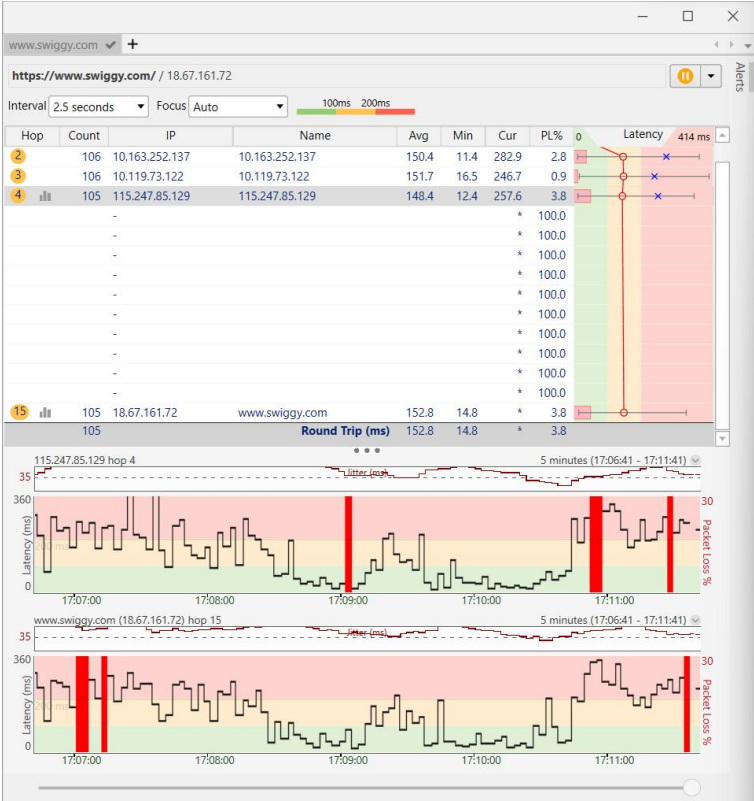 www.swiggy.com
https://www.swiggy.com/ / 18.67.161.72
Alerts
Interval 2.5 seconds Focus Auto 100ms 200ms
Hop Count IP Name Avg Min Cur PL% 0 Latency 414 ms
2 106 10.163.252.137 10.163.252.137 150.4 11.4 282.9 2.8
3 106 10.119.73.122 10.119.73.122 151.7 16.5 246.7 0.9
4 105 115.247.85.129 115.247.85.129 148.4 12.4 257.6 3.8
- * 100.0
- * 100.0
- * 100.0
- * 100.0
- * 100.0
- * 100.0
- * 100.0
- * 100.0
- * 100.0
- * 100.0
15 105 18.67.161.72 www.swiggy.com 152.8 14.8 * 3.8
105 Round Trip (ms) 152.8 14.8 * 3.8
115.247.85.129 hop 4 5 minutes (17:06:41 - 17:11:41)
35 Jitter (ms)
360 30
Latency (ms)
200 ms
Packet Loss %
0
17:07:00 17:08:00 17:09:00 17:10:00 17:11:00
www.swiggy.com (18.67.161.72) hop 15 5 minutes (17:06:41 - 17:11:41)
35 Jitter (ms)
360 30
Latency (ms)
200 ms
Packet Loss %
0
17:07:00 17:08:00 17:09:00 17:10:00 17:11:00